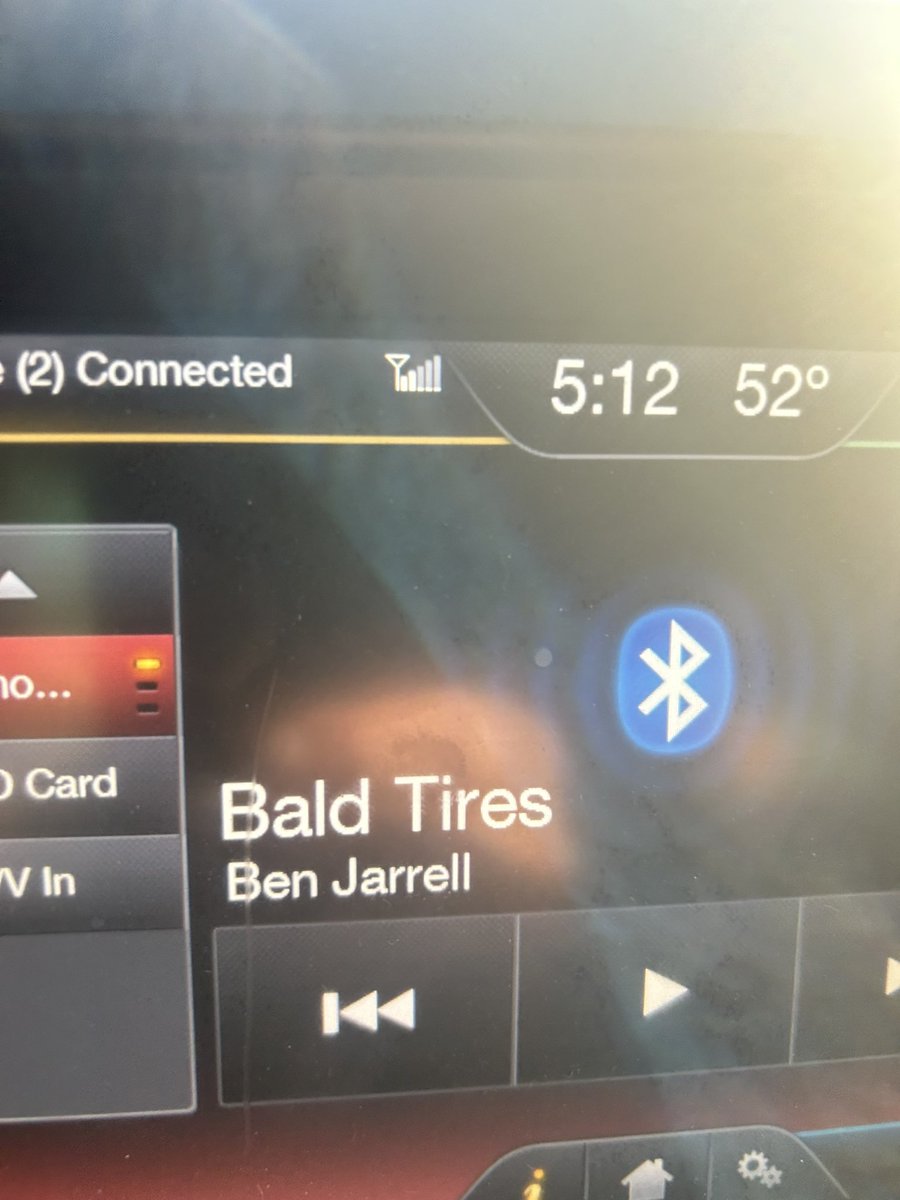 e (2) Connected
5:12 52°
no...
D Card
/V In
Bald Tires
Ben Jarrell
i